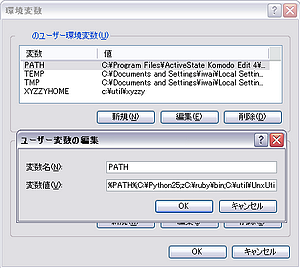 環境変数
のユーザー環境変数(U)
変数 値
PATH C:¥Program Files¥ActiveState Komodo Edit 4¥...
TEMP C:¥Documents and Settings¥iwai¥Local Settin...
TMP C:¥Documents and Settings¥iwai¥Local Settin...
XYZZYHOME c:¥util¥xyzzy
新規(N) 編集(E) 削除(D)
ユーザー変数の編集
変数名(N): PATH
変数値(V): %PATH%;C:¥Python25;zC:¥ruby¥bin;C:¥util¥UnxUti
OK キャンセル
OK キャンセル